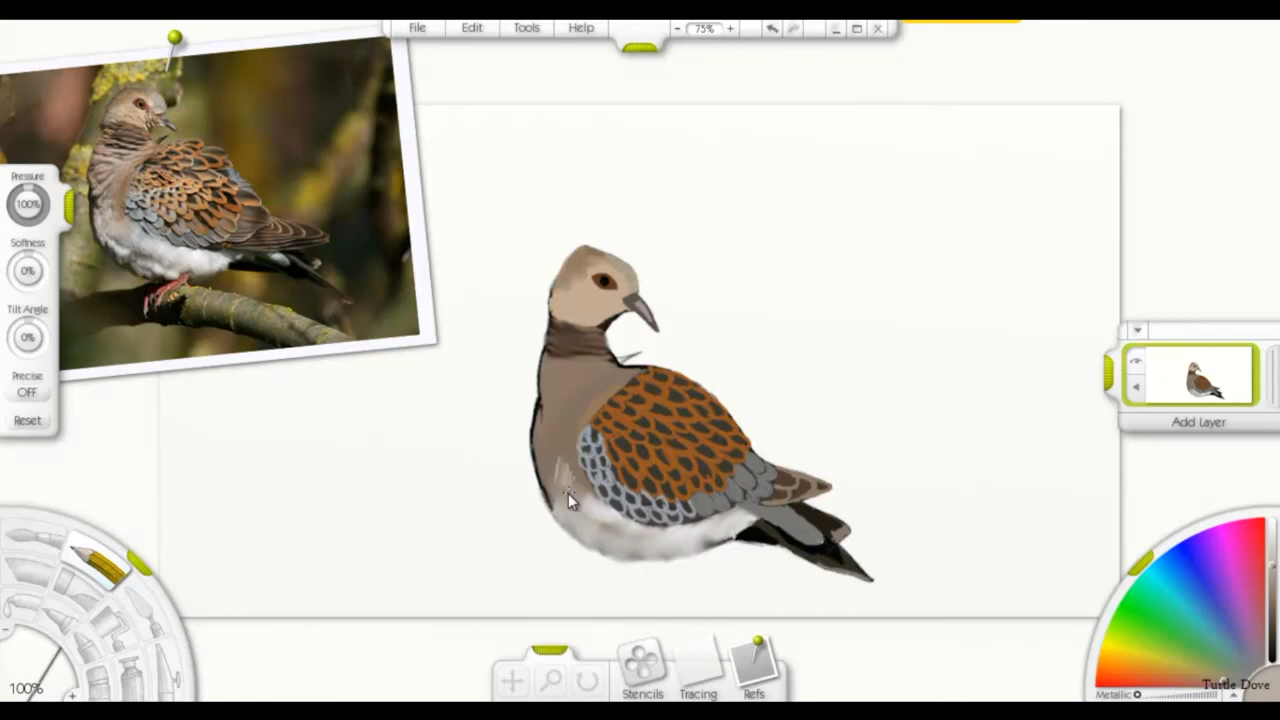 File Edit Tools Help - 75% +
Pressure
100%
Softness
0%
Tilt Angle
0%
Precise
OFF
Reset
Add Layer
100%
Stencils Tracing Refs
Metallic
Turtle Dove